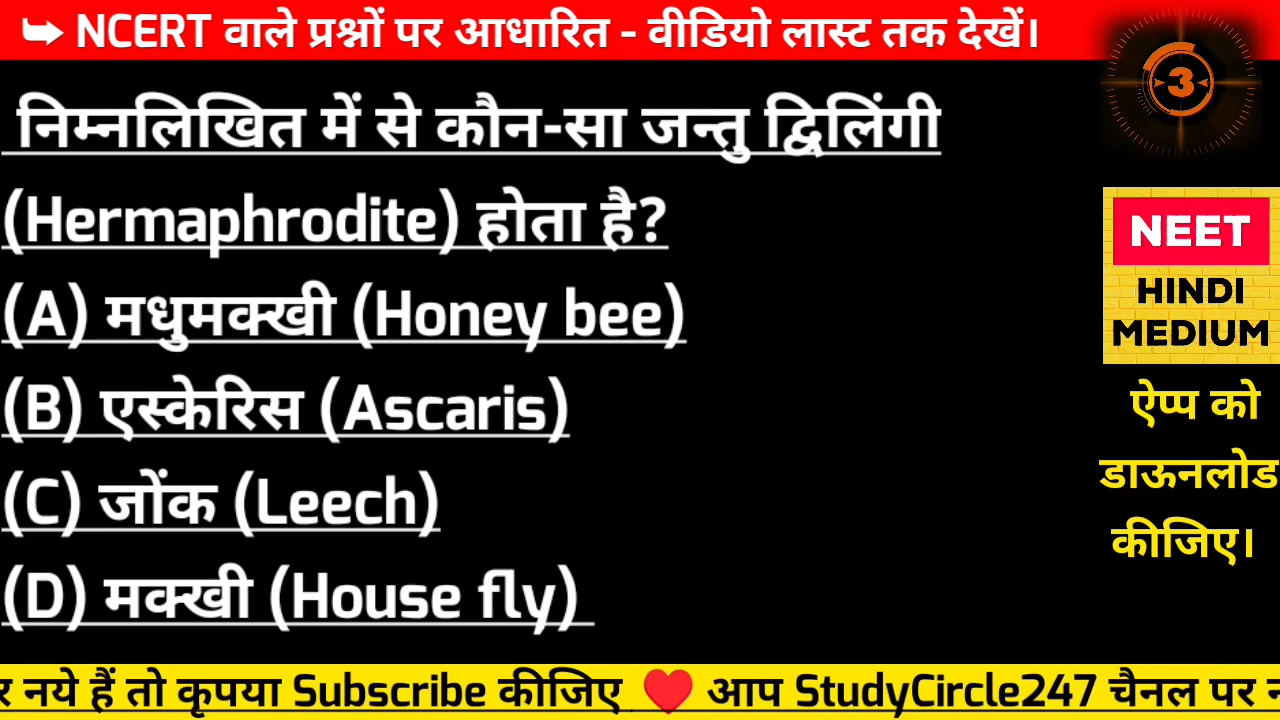 ➥ NCERT वाले प्रश्नों पर आधारित - वीडियो लास्ट तक देखें।
3
निम्नलिखित में से कौन-सा जन्तु द्विलिंगी
(Hermaphrodite) होता है?
(A) मधुमक्खी (Honey bee)
(B) एस्केरिस (Ascaris)
(C) जोंक (Leech)
(D) मक्खी (House fly)
NEET
HINDI
MEDIUM
ऐप्प को
डाऊनलोड
कीजिए।
नये हैं तो कृपया Subscribe कीजिए ❤️ आप StudyCircle247 चैनल पर